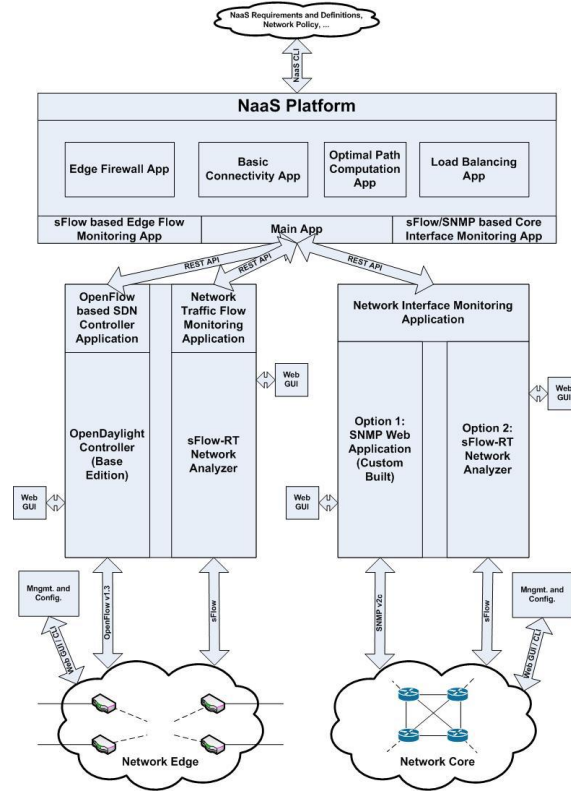 NaaS Requirements and Definitions,
Network Policy, ...
NaaS CLI
NaaS Platform
Edge Firewall App
Basic
Connectivity App
Optimal Path
Computation
App
Load Balancing
App
sFlow based Edge Flow
Monitoring App
Main App
sFlow/SNMP based Core
Interface Monitoring App
REST API
REST API
REST API
OpenFlow
based SDN
Controller
Application
Network
Traffic Flow
Monitoring
Application
Network Interface Monitoring
Application
Web
GUI
Web
GUI
OpenDaylight
Controller
(Base
Edition)
sFlow-RT
Network
Analyzer
Option 1:
SNMP Web
Application
(Custom
Built)
Option 2:
sFlow-RT
Network
Analyzer
Web
GUI
Web
GUI
Mngmt. and
Config.
Web GUI / CLI
OpenFlow v1.3
sFlow
SNMP v2c
sFlow
Mngmt. and
Config.
Web GUI / CLI
Network Edge
Network Core